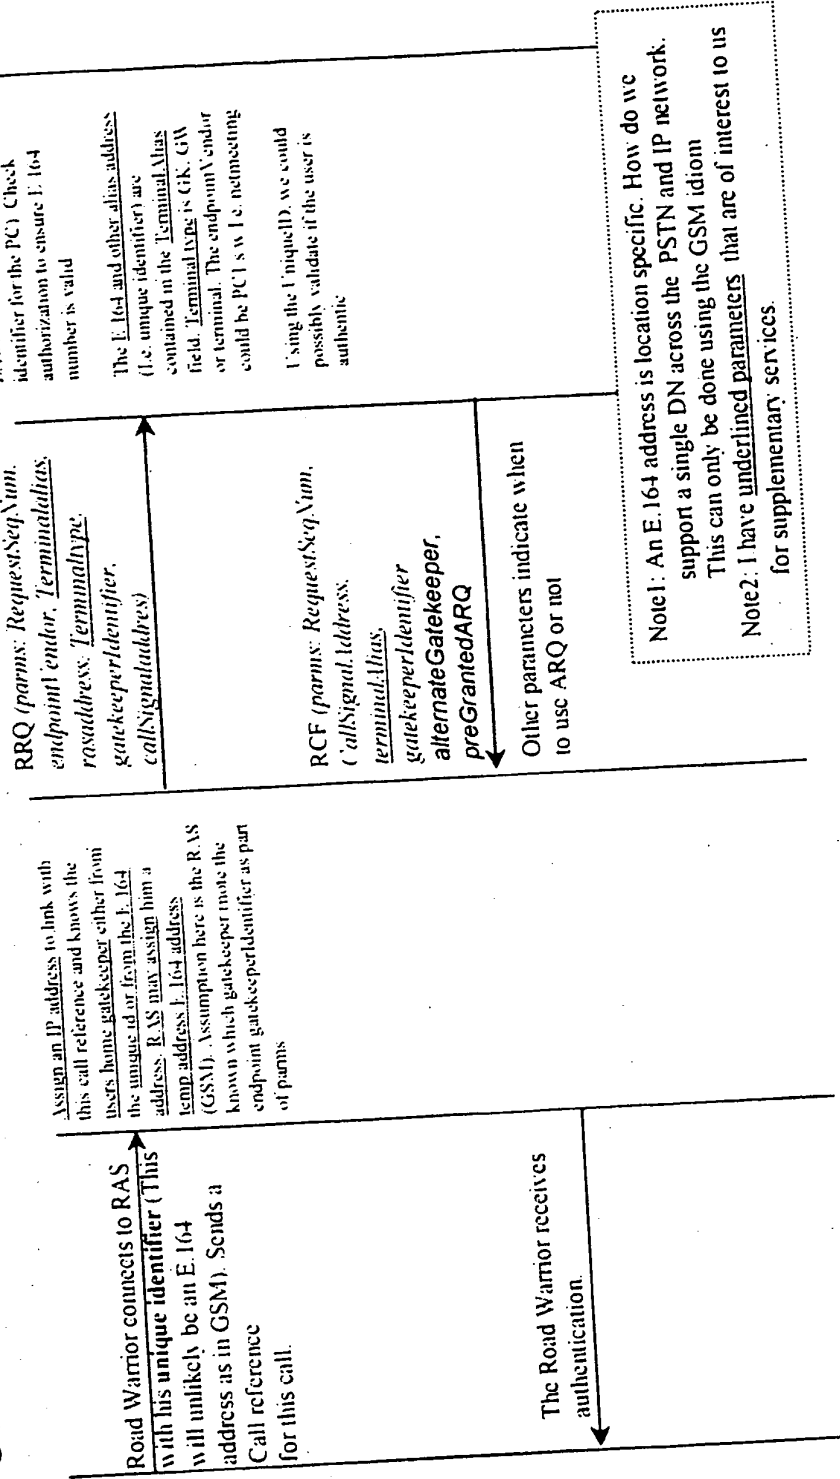 Road Warrior connects to RAS
with his unique identifier (This
will unlikely be an E.164
address as in GSM). Sends a
Call reference
for this call.
The Road Warrior receives
authentication.
Assign an IP address to link with
this call reference and knows the
users home gatekeeper either from
the unique id or from the E.164
address. RAS may assign him a
temp address E.164 address
(GSM). Assumption here is the RAS
known which gatekeeper (note the
endpoint gatekeeperIdentifier as part
of parms
RRQ (parms: RequestSeqNum,
endpointVendor, Terminalalias,
rasaddress, Terminaltype,
gatekeeperIdentifier,
callSignaladdres)
RCF (parms: RequestSeqNum,
CallSignalAddress,
terminalAlias,
gatekeeperIdentifier
alternateGatekeeper,
preGrantedARQ
Other parameters indicate when
to use ARQ or not
identifier for the PC) Check
authorization to ensure E.164
number is valid
The E.164 and other alias address
(I.e. unique identifier) are
contained in the TerminalAlias
field. Terminal type is GK, GW
or terminal. The endpointVendor
could be PC1 s w I.e. netmeeting
Using the UniqueID, we could
possibly validate if the user is
authentic
Note1: An E.164 address is location specific. How do we
support a single DN across the PSTN and IP network.
This can only be done using the GSM idiom
Note2: I have underlined parameters that are of interest to us
for supplementary services.